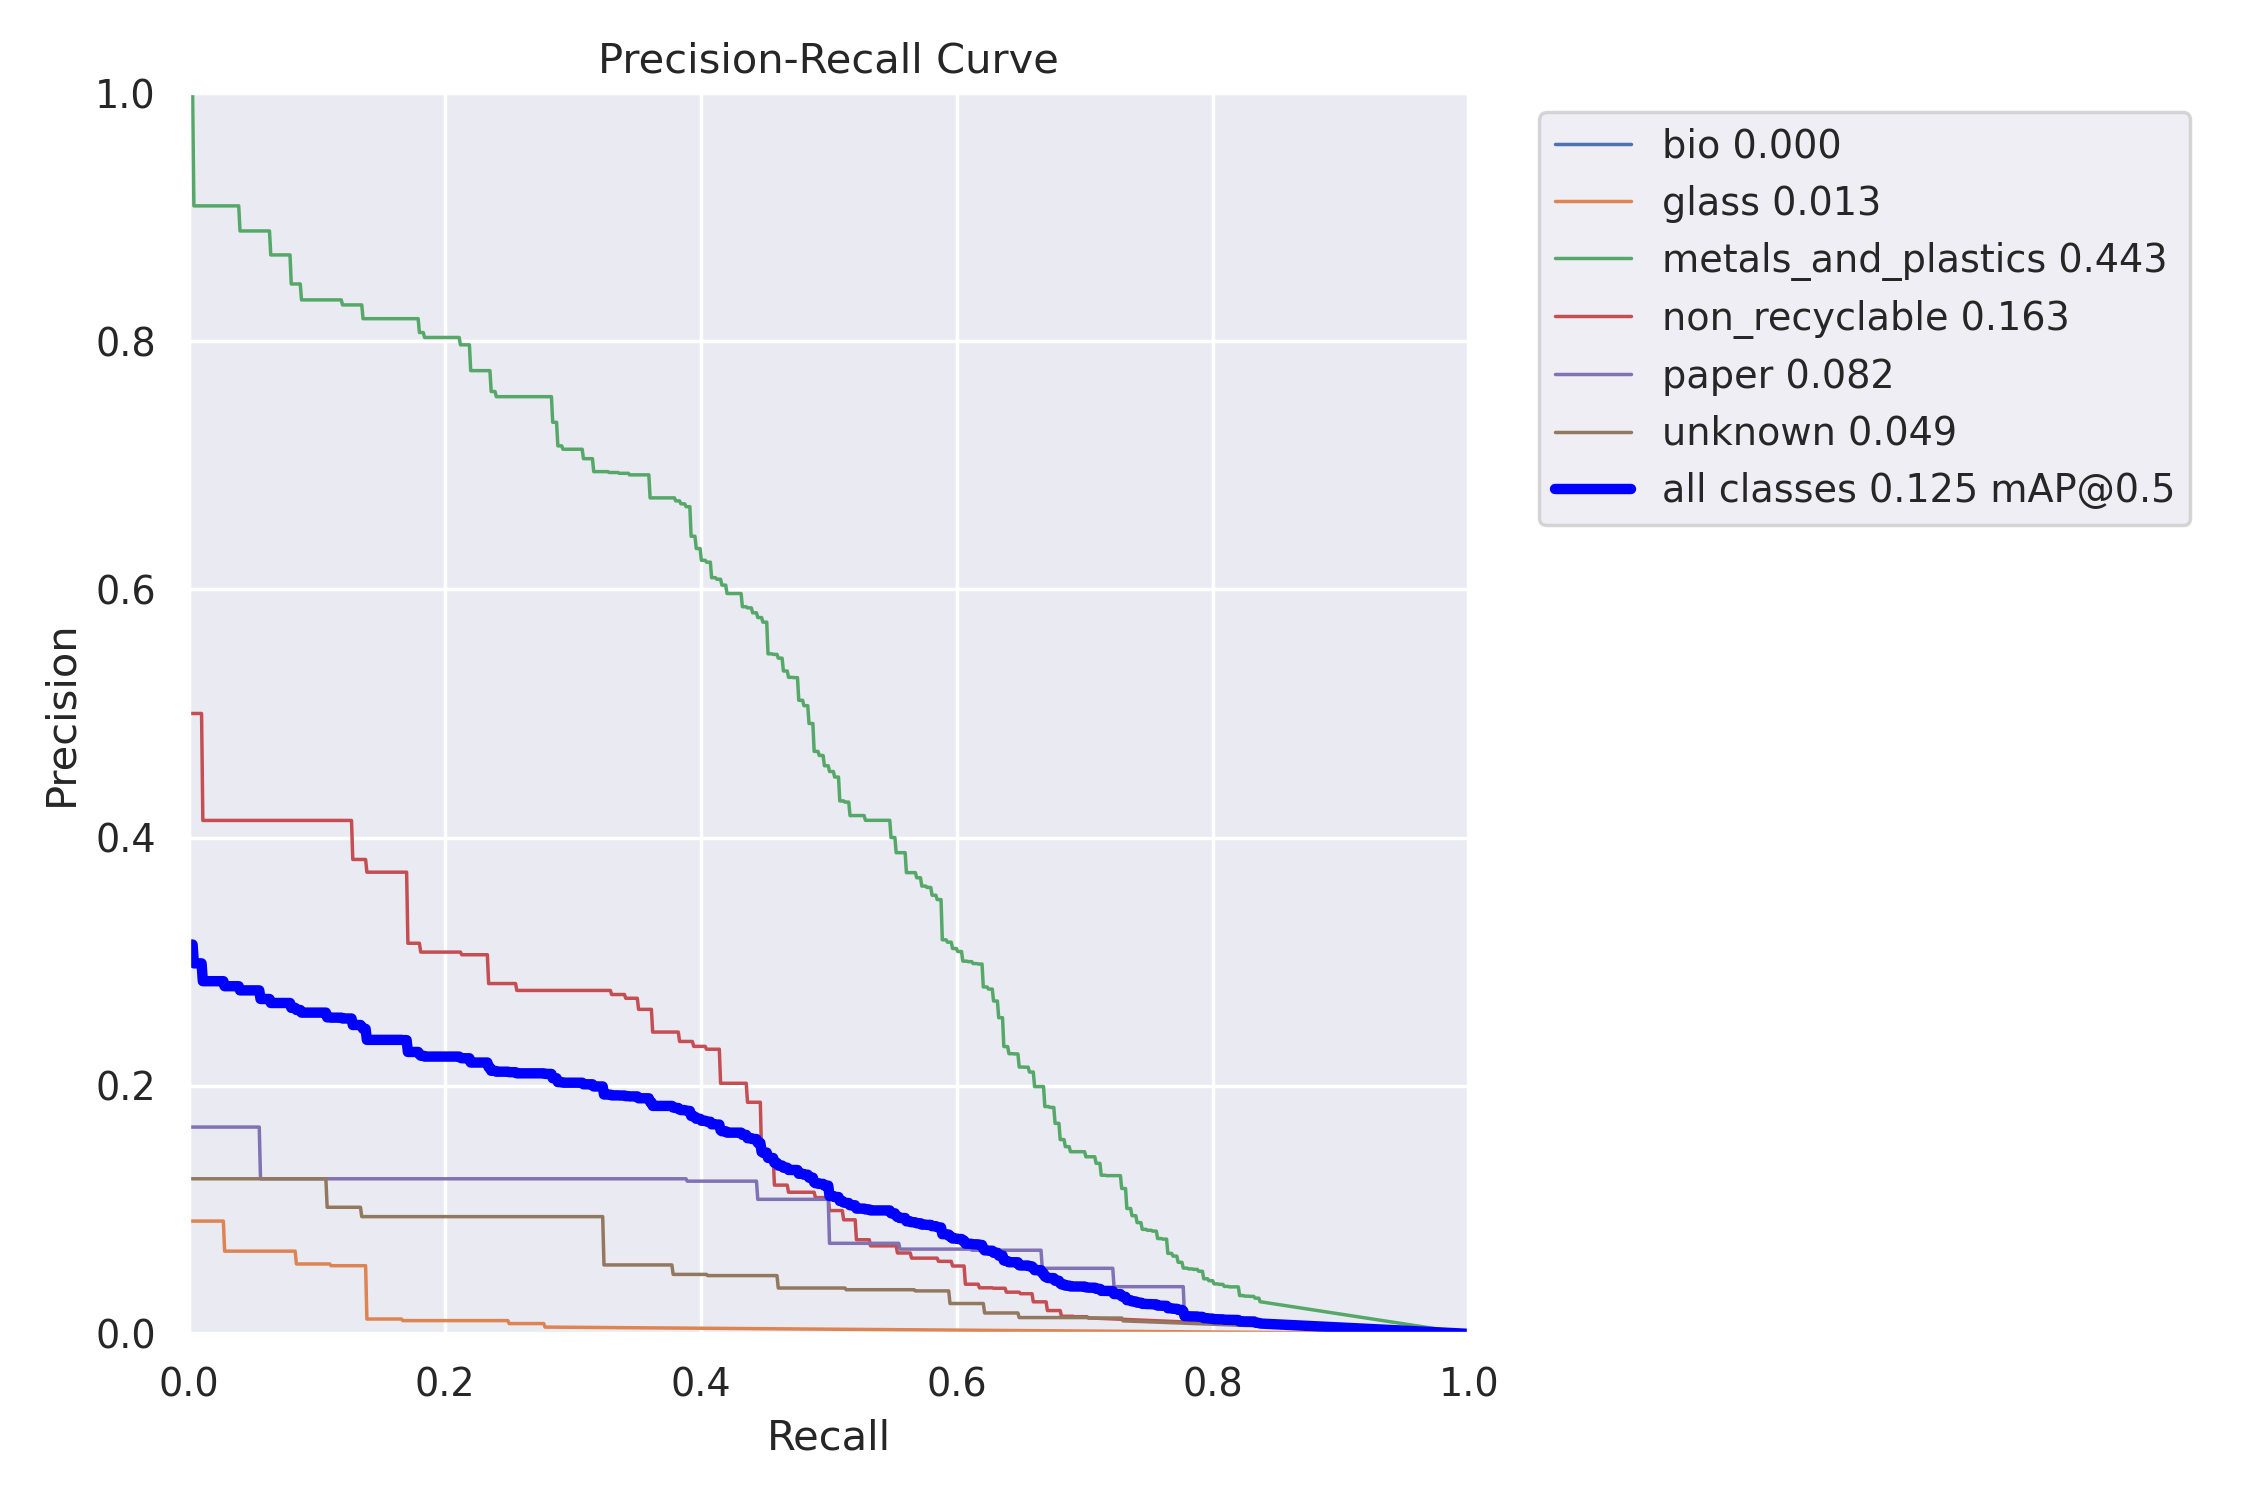 Precision-Recall Curve
1.0
0.8
0.6
0.4
0.2
0.0
Precision
0.0 0.2 0.4 0.6 0.8 1.0
Recall
bio 0.000
glass 0.013
metals_and_plastics 0.443
non_recyclable 0.163
paper 0.082
unknown 0.049
all classes 0.125 mAP@0.5